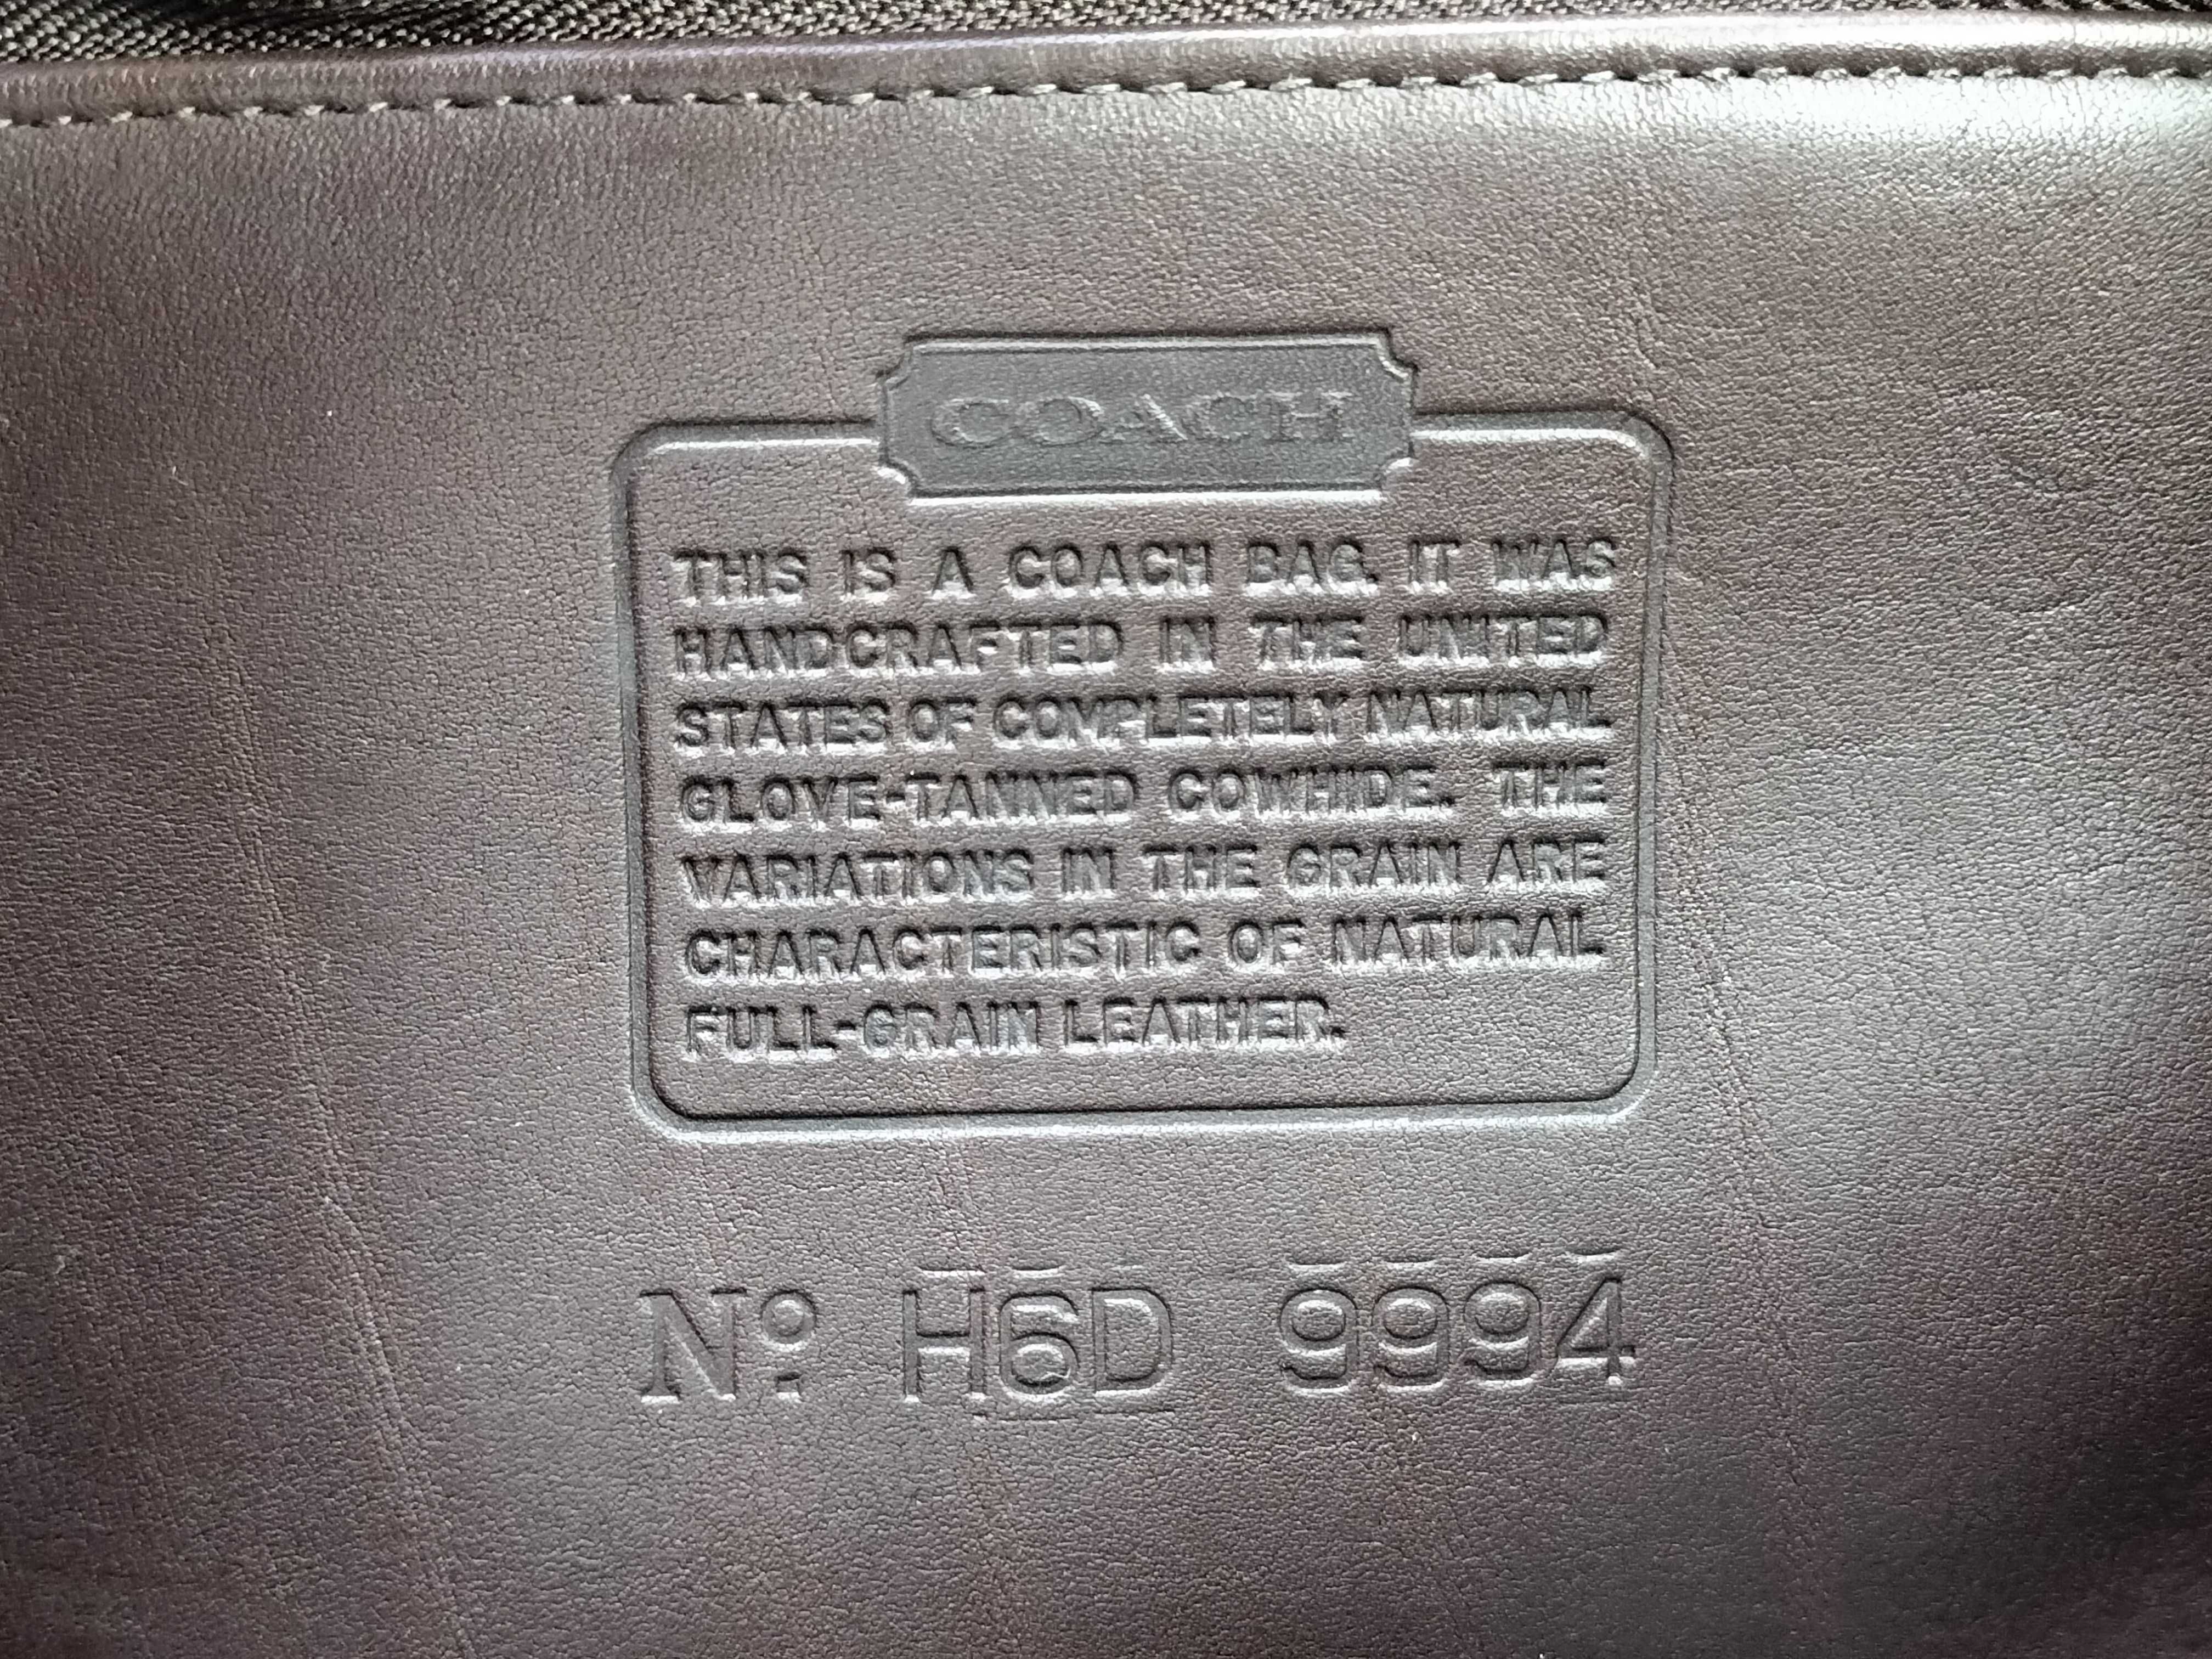 COACH
THIS IS A COACH BAG. IT WAS
HANDCRAFTED IN THE UNITED
STATES OF COMPLETELY NATURAL
GLOVE-TANNED COWHIDE. THE
VARIATIONS IN THE GRAIN ARE
CHARACTERISTIC OF NATURAL
FULL-GRAIN LEATHER.
Nº H6D 9994